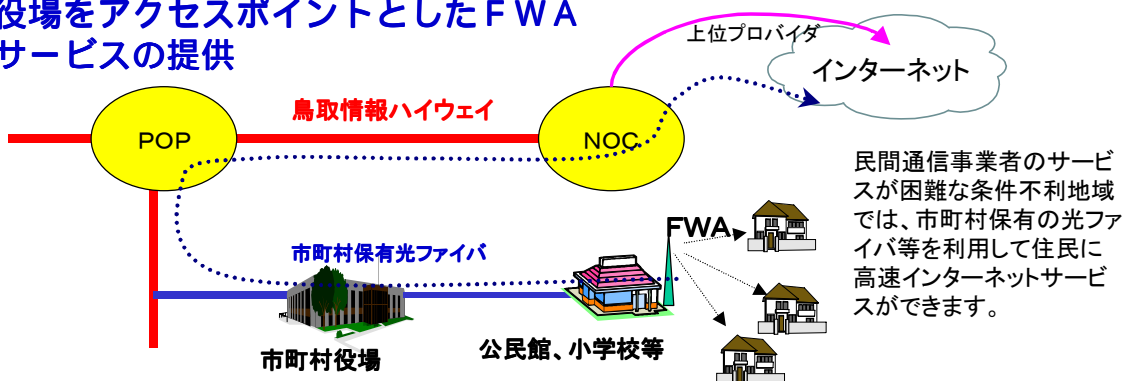 役場をアクセスポイントとしたＦＷＡ
サービスの提供
上位プロバイダ
インターネット
鳥取情報ハイウェイ
POP
NOC
民間通信事業者のサービ
スが困難な条件不利地域
では、市町村保有の光ファ
イバ等を利用して住民に
高速インターネットサービ
スができます。
FWA
市町村保有光ファイバ
市町村役場
公民館、小学校等